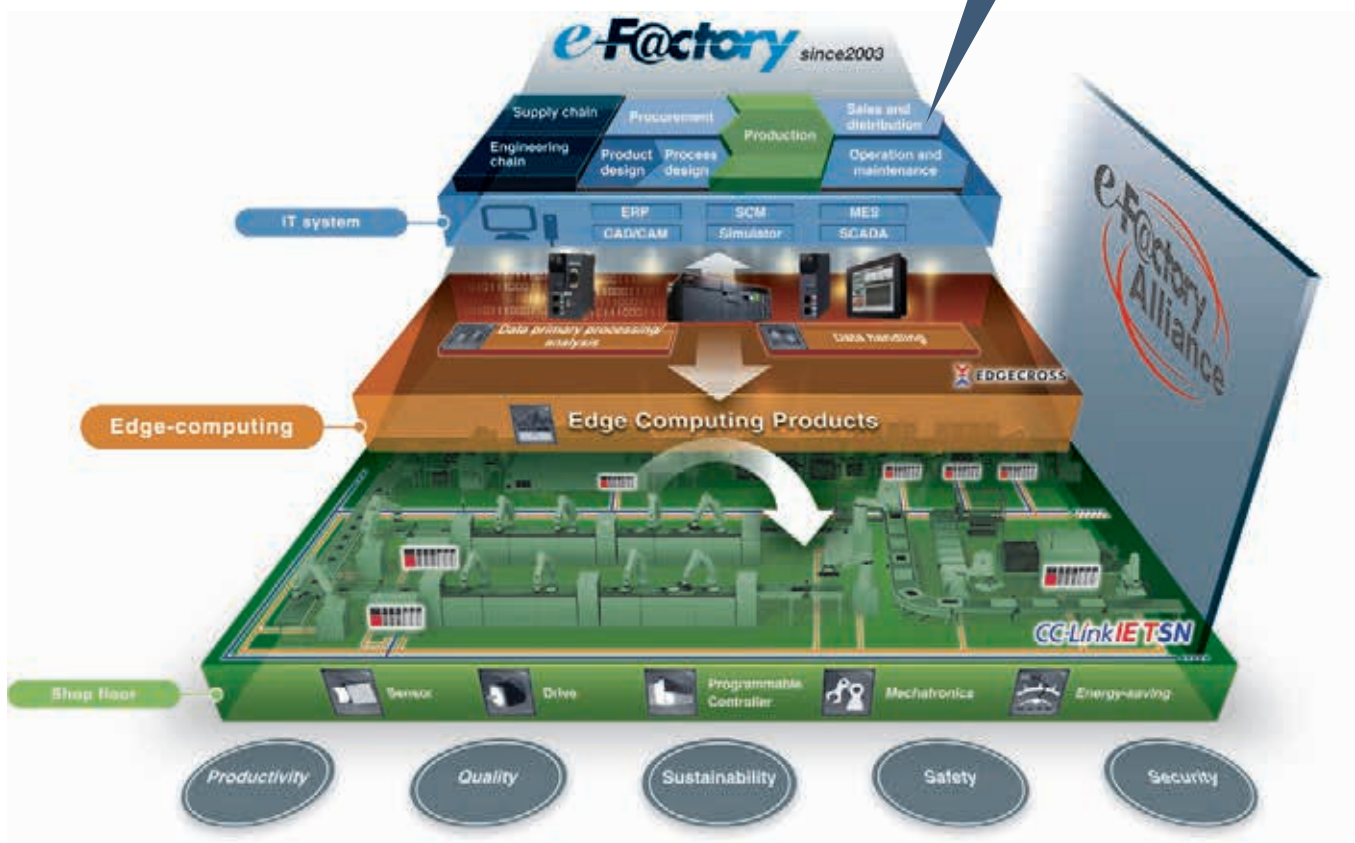 e-F@ctory since2003
Supply chain
Procurement
Production
Sales and
distribution
Engineering
chain
Product
design
Process
design
Operation and
maintenance
IT system
ERP
SCM
MES
CAD/CAM
Simulator
SCADA
Data primary processing/
analysis
Data handling
EDGECROSS
Edge-computing
Edge Computing Products
e-F@ctory
Alliance
CC-Link IE TSN
Shop floor
Sensor
Drive
Programmable
Controller
Mechatronics
Energy-saving
Productivity
Quality
Sustainability
Safety
Security